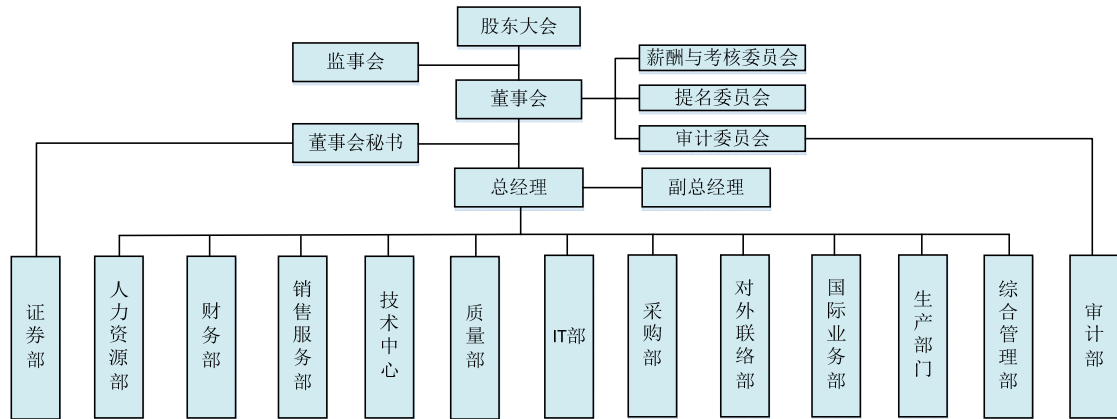 股东大会
监事会
薪酬与考核委员会
董事会
提名委员会
董事会秘书
审计委员会
总经理
副总经理
证券部
人力资源部
财务部
销售服务部
技术中心
质量部
IT部
采购部
对外联络部
国际业务部
生产部门
综合管理部
审计部